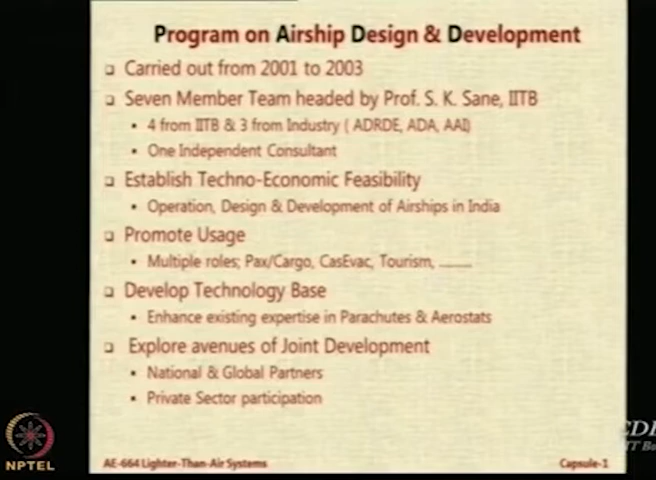 Program on Airship Design & Development
❑ Carried out from 2001 to 2003
❑ Seven Member Team headed by Prof. S. K. Sane, IITB
• 4 from IITB & 3 from Industry ( ADRDE, ADA, AAI)
• One Independent Consultant
❑ Establish Techno-Economic Feasibility
• Operation, Design & Development of Airships in India
❑ Promote Usage
• Multiple roles; Pax/Cargo, CasEvac, Tourism, ........
❑ Develop Technology Base
• Enhance existing expertise in Parachutes & Aerostats
❑ Explore avenues of Joint Development
• National & Global Partners
• Private Sector participation
NPTEL
AE-664 Lighter-Than-Air Systems
Capsule-1